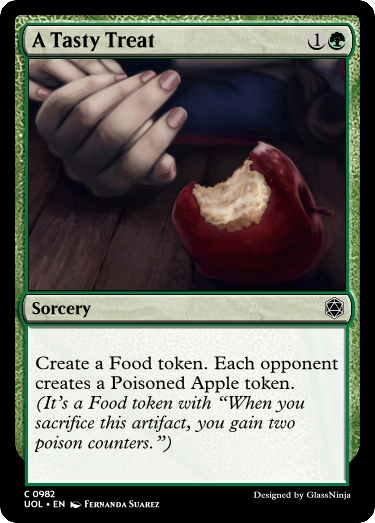 A Tasty Treat 1
Sorcery
Create a Food token. Each opponent
creates a Poisoned Apple token.
(It's a Food token with “When you
sacrifice this artifact, you gain two
poison counters.”)
C 0982
UOL • EN Fernanda Suarez
Designed by GlassNinja